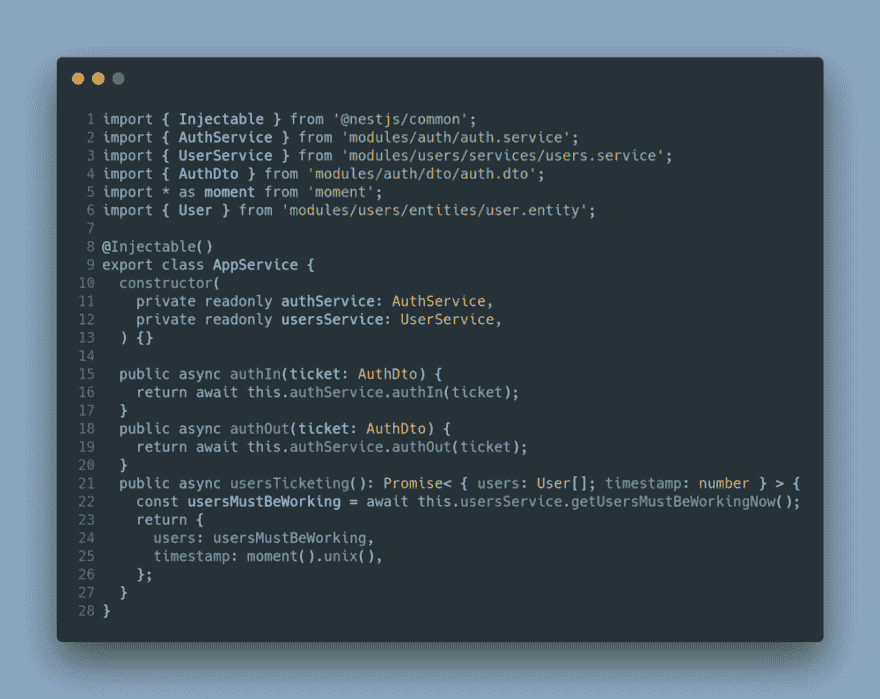 1 import { Injectable } from '@nestjs/common';
2 import { AuthService } from 'modules/auth/auth.service';
3 import { UserService } from 'modules/users/services/users.service';
4 import { AuthDto } from 'modules/auth/dto/auth.dto';
5 import * as moment from 'moment';
6 import { User } from 'modules/users/entities/user.entity';
7
8 @Injectable()
9 export class AppService {
10   constructor(
11     private readonly authService: AuthService,
12     private readonly usersService: UserService,
13   ) {}
14
15   public async authIn(ticket: AuthDto) {
16     return await this.authService.authIn(ticket);
17   }
18   public async authOut(ticket: AuthDto) {
19     return await this.authService.authOut(ticket);
20   }
21   public async usersTicketing(): Promise< { users: User[]; timestamp: number } > {
22     const usersMustBeWorking = await this.usersService.getUsersMustBeWorkingNow();
23     return {
24       users: usersMustBeWorking,
25       timestamp: moment().unix(),
26     };
27   }
28 }